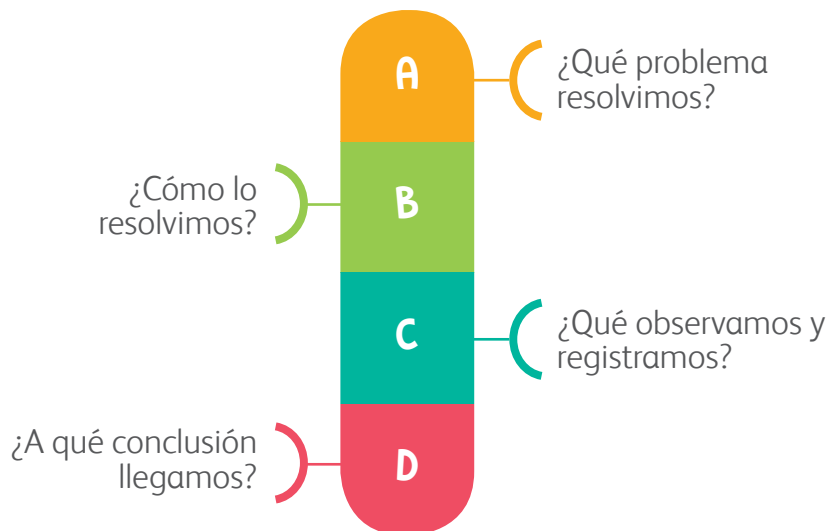 A
¿Qué problema
resolvimos?
¿Cómo lo
resolvimos?
B
C
¿Qué observamos y
registramos?
¿A qué conclusión
llegamos?
D